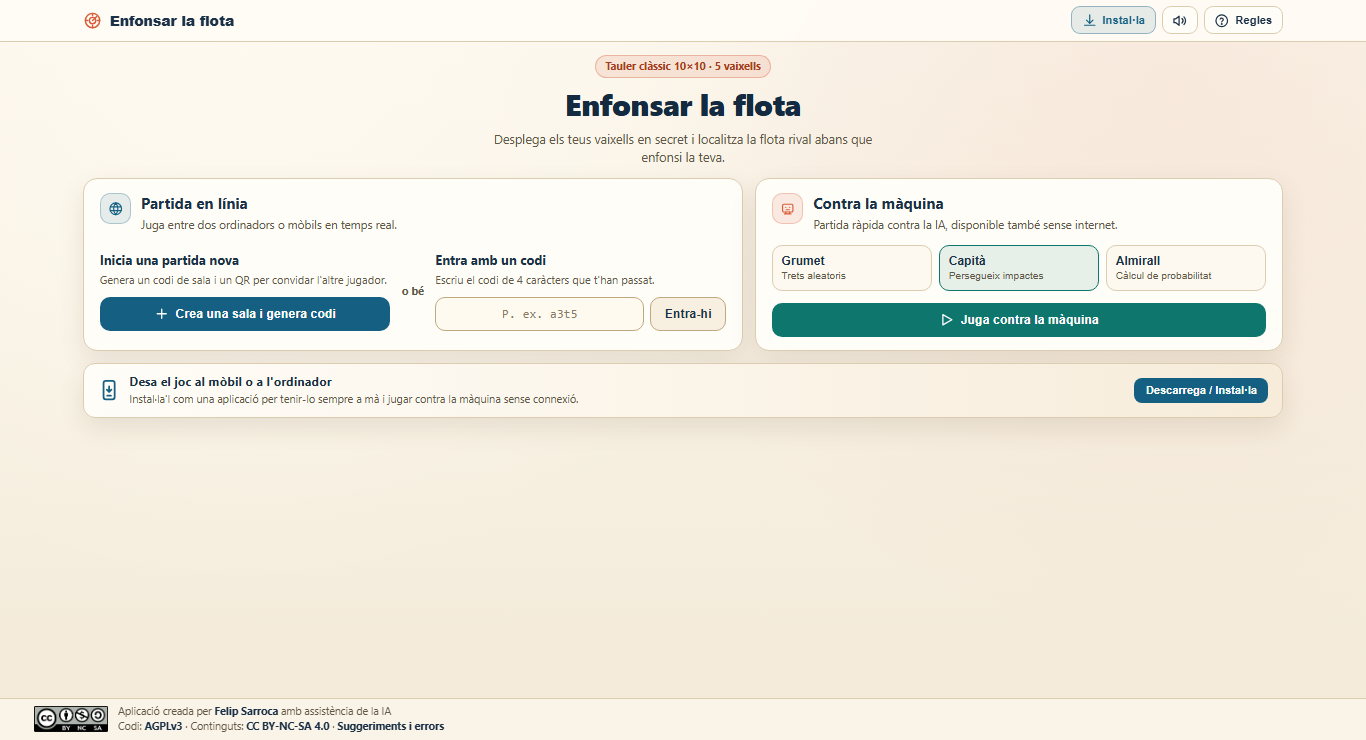 Enfonsar la flota
Instal·la
Regles
Tauler clàssic 10×10 · 5 vaixells
Enfonsar la flota
Desplega els teus vaixells en secret i localitza la flota rival abans que
enfonsi la teva.
Partida en línia
Juga entre dos ordinadors o mòbils en temps real.
Inicia una partida nova
Genera un codi de sala i un QR per convidar l'altre jugador.
Crea una sala i genera codi
o bé
Entra amb un codi
Escriu el codi de 4 caràcters que t'han passat.
P. ex. a3t5
Entra-hi
Contra la màquina
Partida ràpida contra la IA, disponible també sense internet.
Grumet
Trets aleatoris
Capità
Persegueix impactes
Almirall
Càlcul de probabilitat
Juga contra la màquina
Desa el joc al mòbil o a l'ordinador
Instal·la'l com una aplicació per tenir-lo sempre a mà i jugar contra la màquina sense connexió.
Descarrega / Instal·la
CC BY NC SA
Aplicació creada per Felip Sarroca amb assistència de la IA
Codi: AGPLv3 · Continguts: CC BY-NC-SA 4.0 · Suggeriments i errors